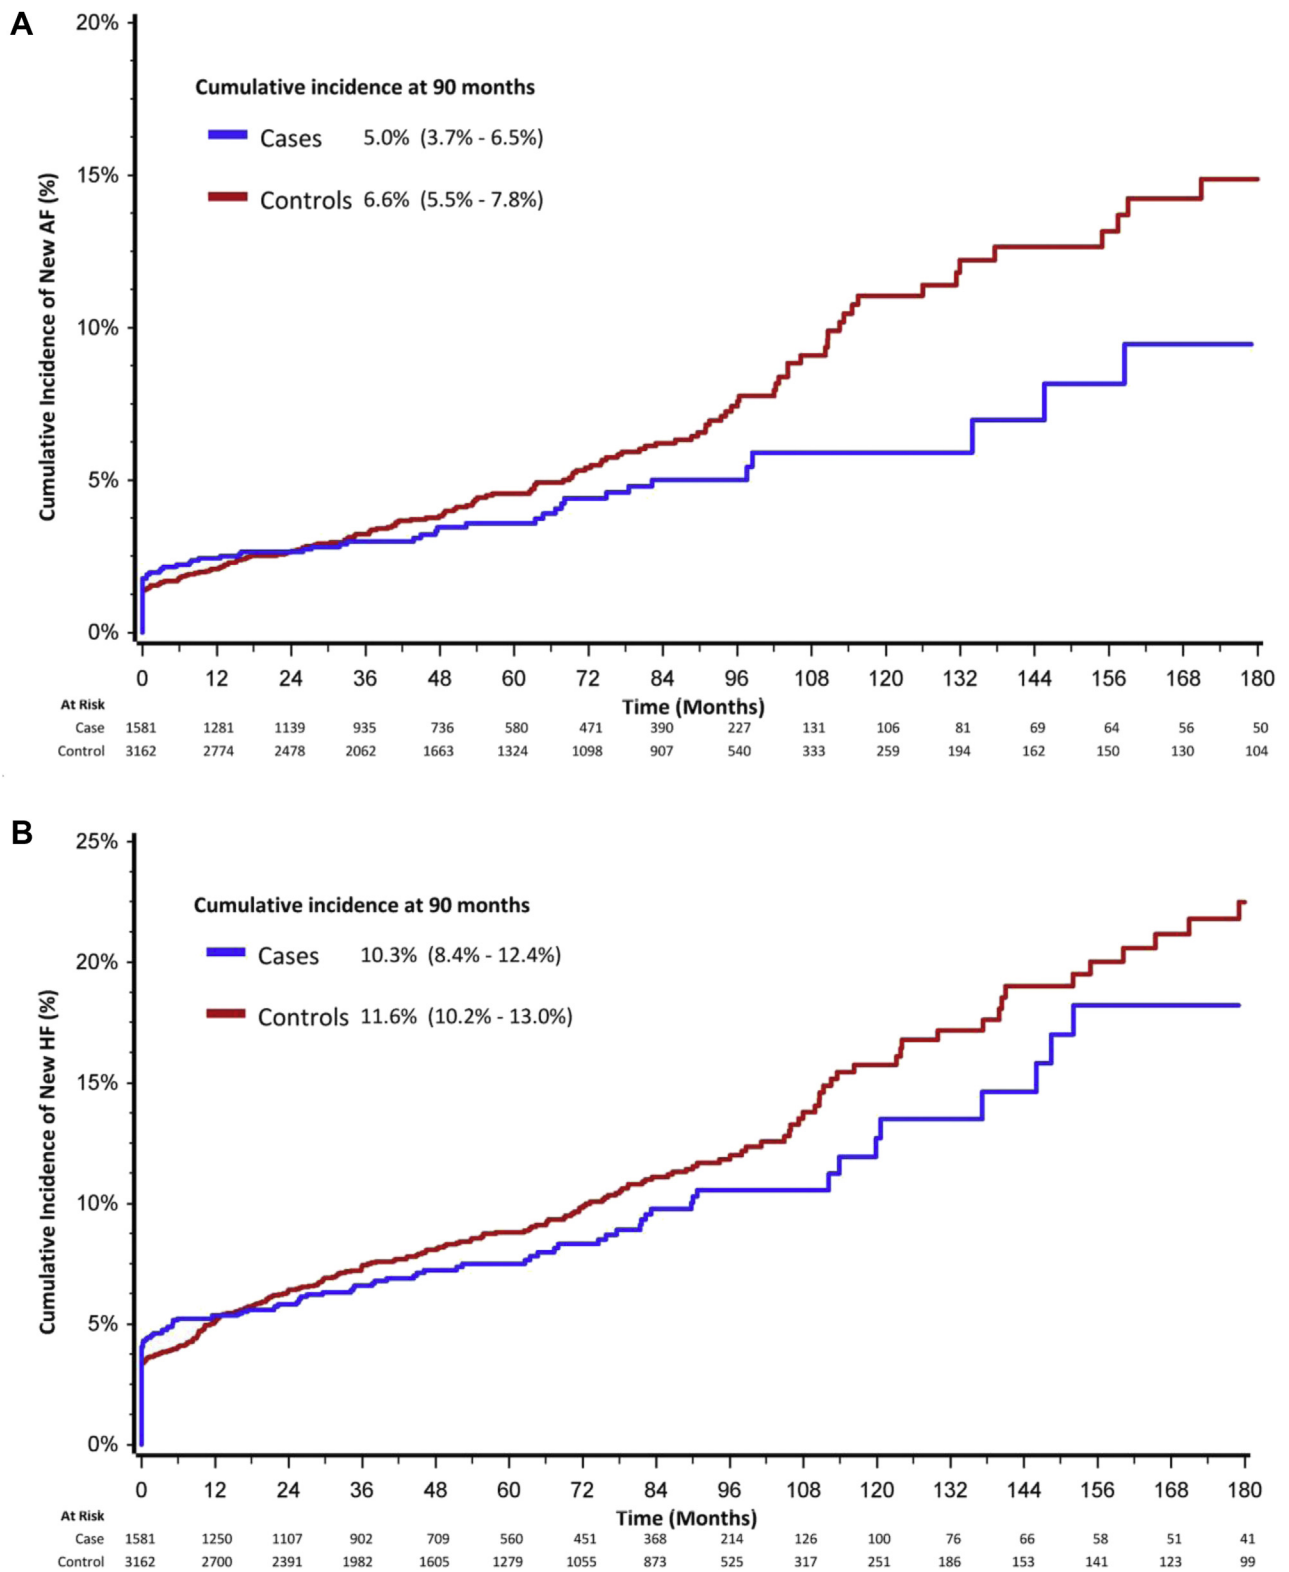 A
20%
Cumulative incidence at 90 months
Cases 5.0% (3.7% - 6.5%)
15%
Controls 6.6% (5.5% - 7.8%)
Cumulative Incidence of New AF (%)
10%
5%
0%
0 12 24 36 48 60 72 84 96 108 120 132 144 156 168 180
At Risk
Time (Months)
Case 1581 1281 1139 935 736 580 471 390 227 131 106 81 69 64 56 50
Control 3162 2774 2478 2062 1663 1324 1098 907 540 333 259 194 162 150 130 104
B
25%
Cumulative incidence at 90 months
Cases 10.3% (8.4% - 12.4%)
20%
Controls 11.6% (10.2% - 13.0%)
Cumulative Incidence of New HF (%)
15%
10%
5%
0%
0 12 24 36 48 60 72 84 96 108 120 132 144 156 168 180
At Risk
Time (Months)
Case 1581 1250 1107 902 709 560 451 368 214 126 100 76 66 58 51 41
Control 3162 2700 2391 1982 1605 1279 1055 873 525 317 251 186 153 141 123 99